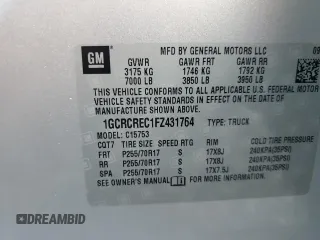 GM
MFD BY GENERAL MOTORS LLC 09
GVWR GAWR FRT GAWR RR
3175 KG 1746 KG 1792 KG
7000 LB 3850 LB 3950 LB
THIS VEHICLE CONFORMS TO ALL APPLICABLE U.S. FEDERAL MOTOR
VEHICLE SAFETY STANDARDS IN EFFECT ON THE DATE OF
MANUFACTURE SHOWN ABOVE.
1GCRCREC1FZ431764 TYPE: TRUCK
MODEL: C15753
CQT7 TIRE SIZE SPEED RTG RIM COLD TIRE PRESSURE
FRT P255/70R17 S 17X8J 240KPA(35PSI)
RR P255/70R17 S 17X8J 240KPA(35PSI)
SPA P255/70R17 S 17X7.5J 240KPA(35PSI)
SEE OWNER'S MANUAL FOR ADDITIONAL INFORMATION.
AUTOBIDMASTER